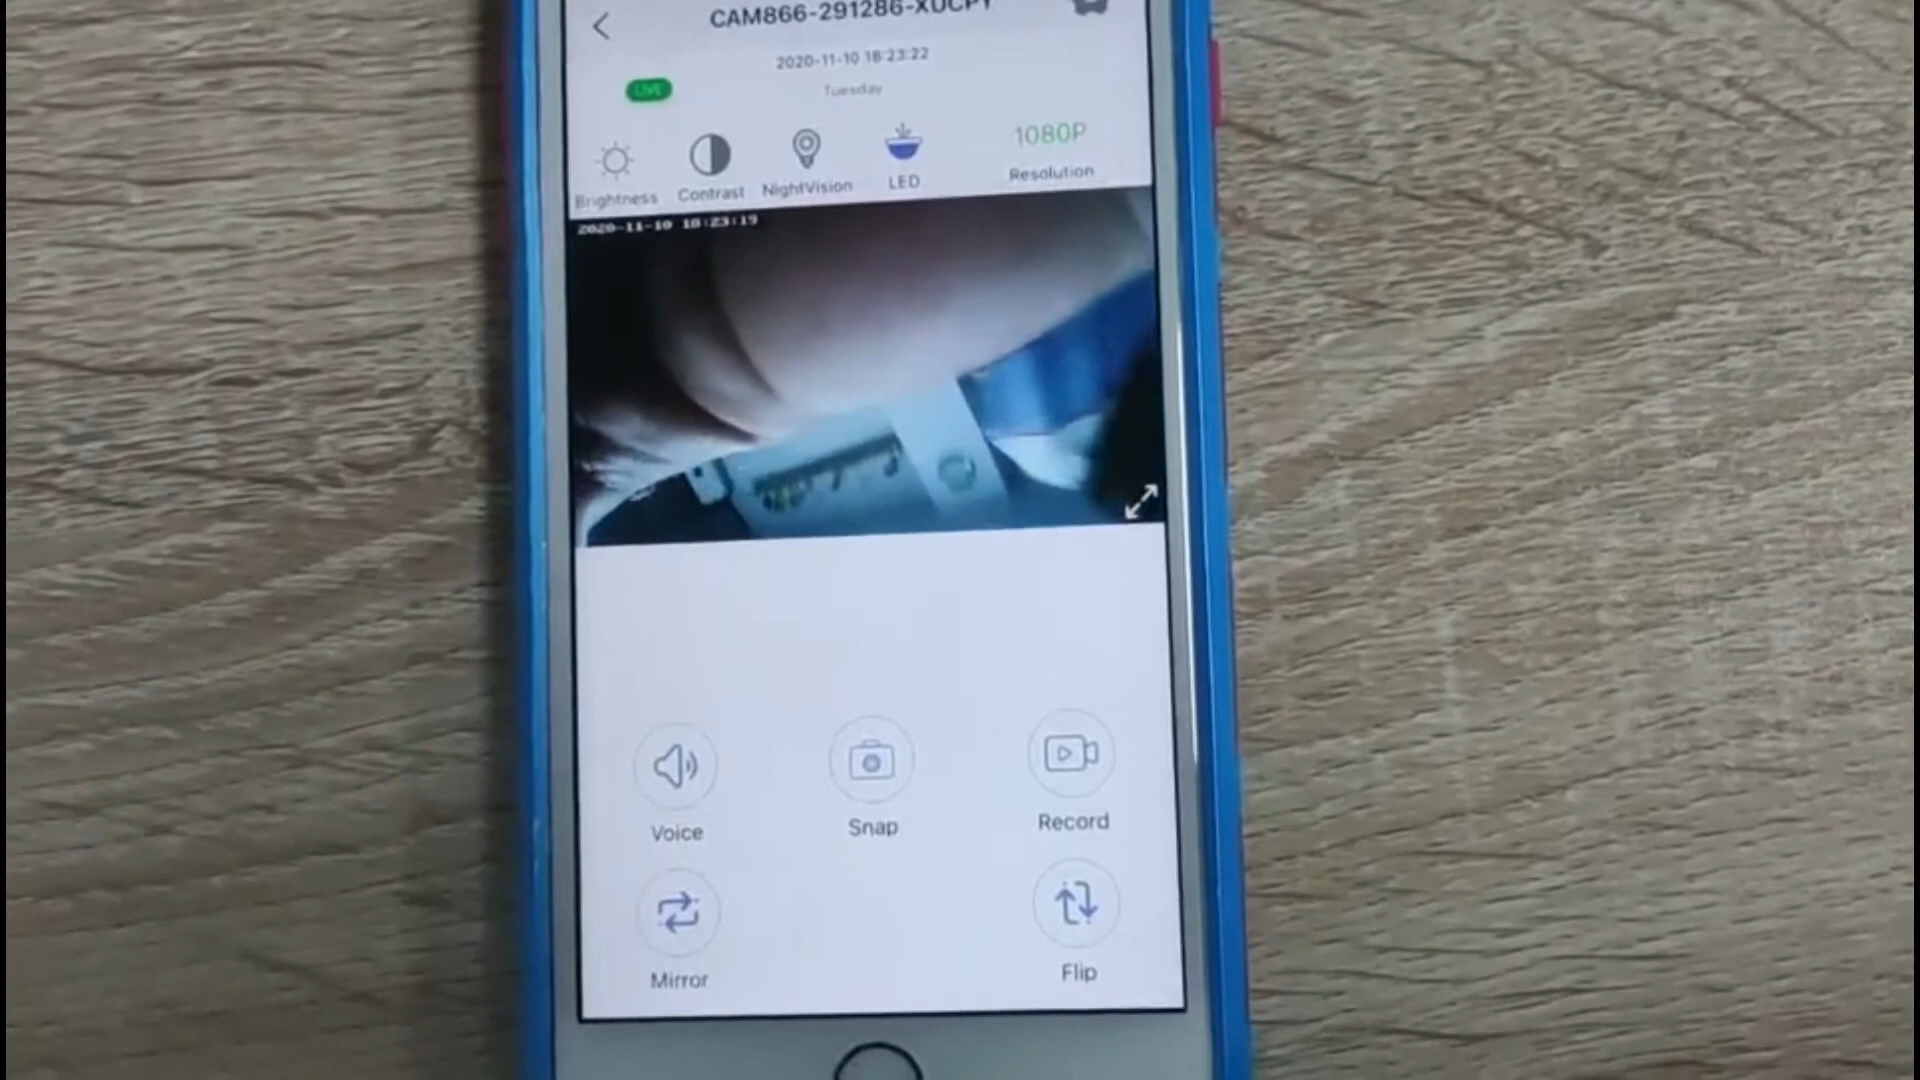 CAM866-291286-XUCPY
2020-11-10 18:23:22
LIVE
Tuesday
1080P
Brightness Contrast NightVision LED Resolution
2020-11-10 18:23:19
Voice Snap Record
Mirror Flip